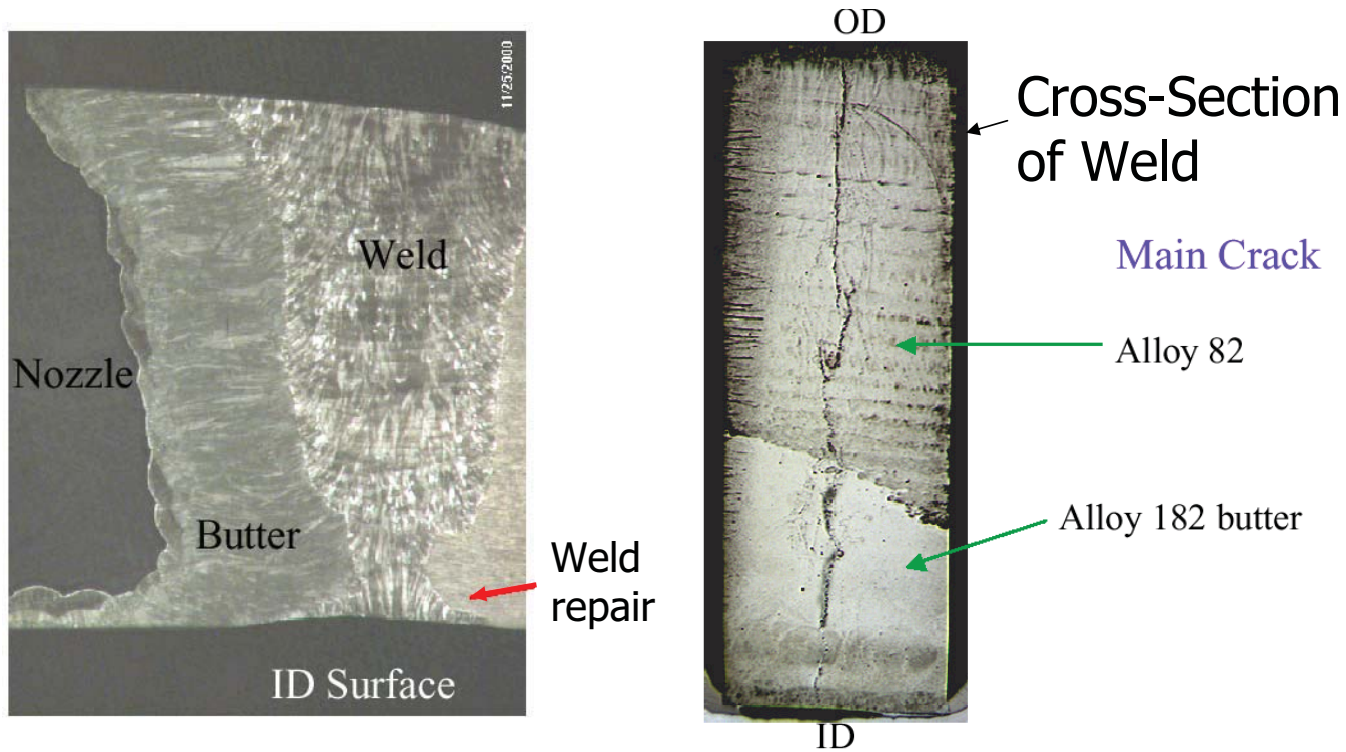 11/25/2000
Weld
Nozzle
Butter
Weld
repair
ID Surface
OD
Cross-Section
of Weld
Main Crack
Alloy 82
Alloy 182 butter
ID